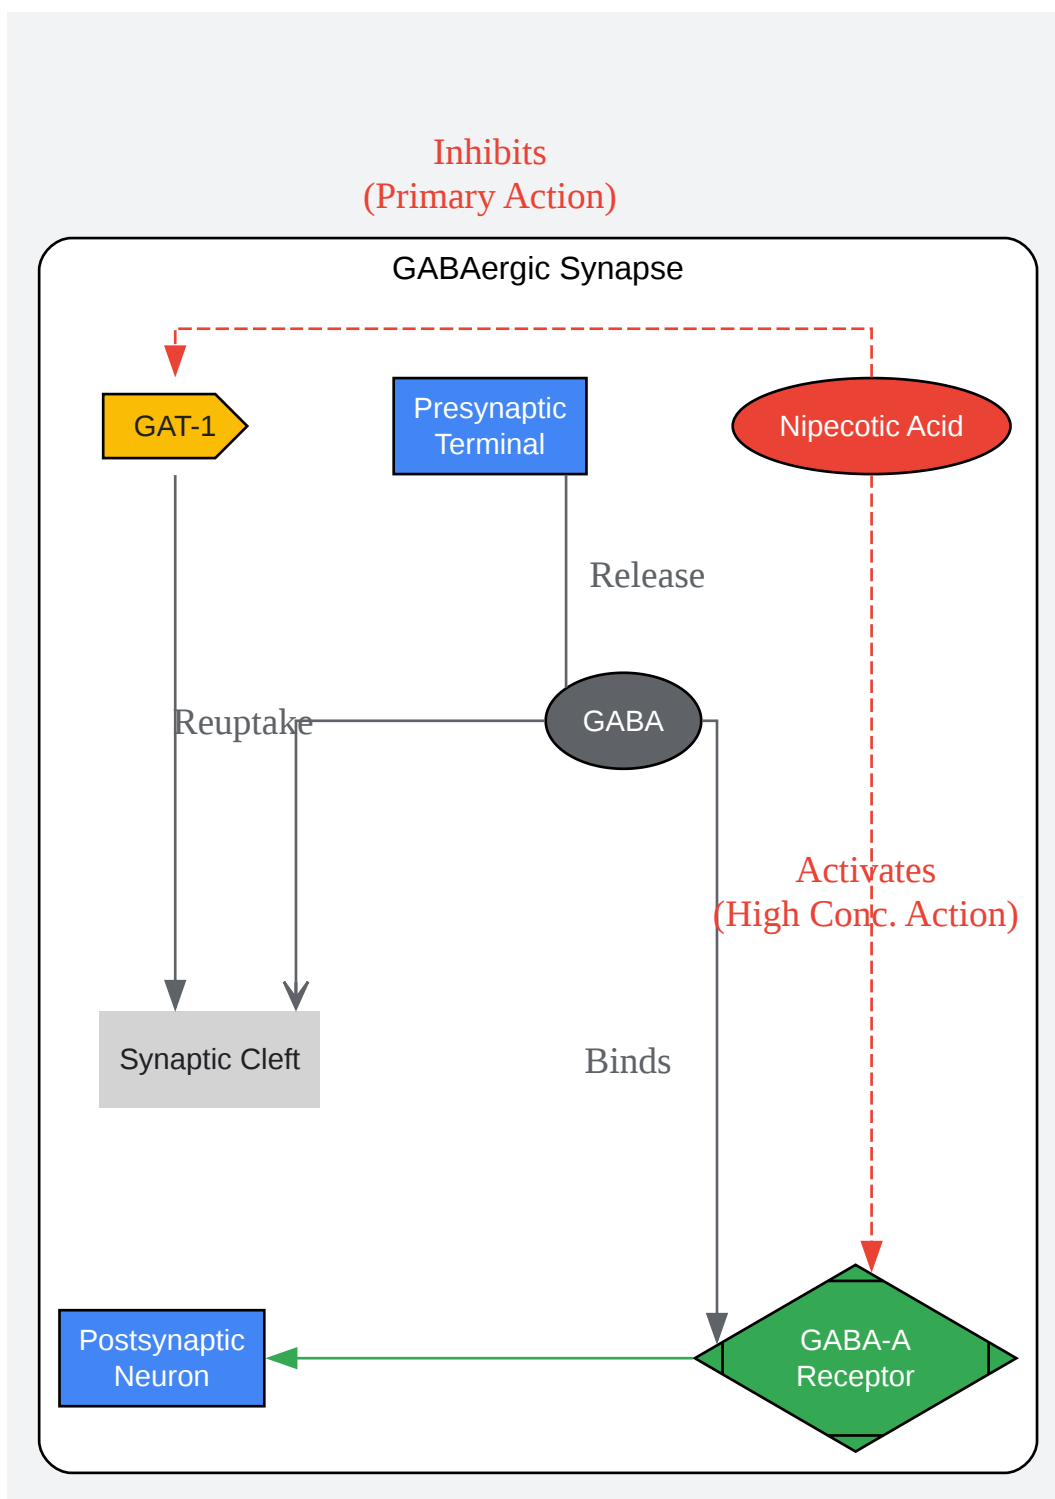 Inhibits
(Primary Action)
GABAergic Synapse
GAT-1
Presynaptic
Terminal
Nipecotic Acid
Release
Reuptake
GABA
Activates
(High Conc. Action)
Synaptic Cleft
Binds
Postsynaptic
Neuron
GABA-A
Receptor